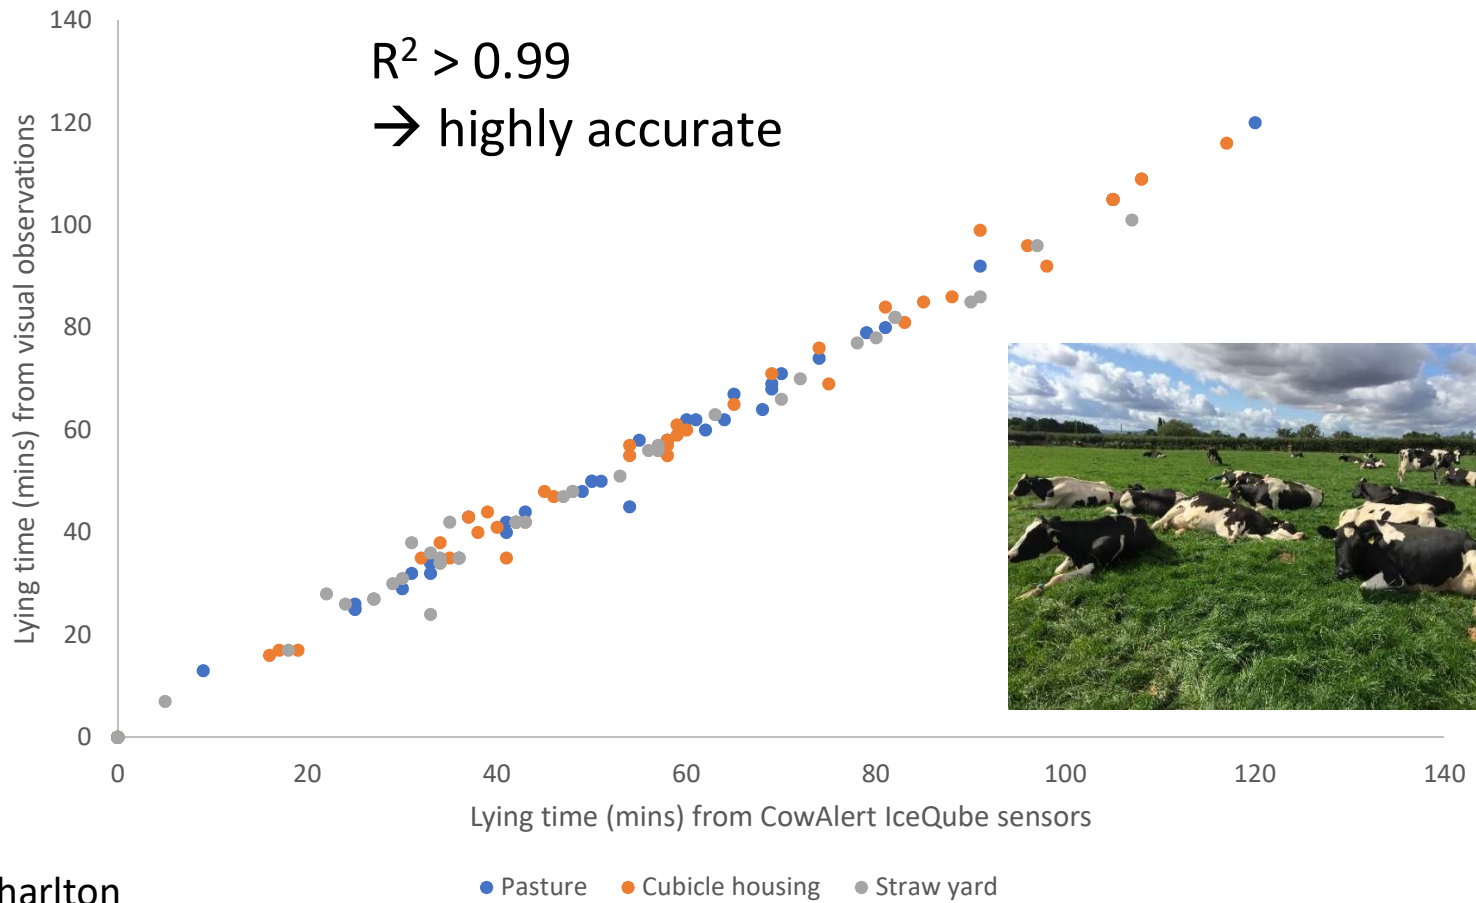 R² > 0.99
→ highly accurate
Lying time (mins) from visual observations
140
120
100
80
60
40
20
0
0 20 40 60 80 100 120 140
Lying time (mins) from CowAlert IceQube sensors
Pasture Cubicle housing Straw yard
harlton